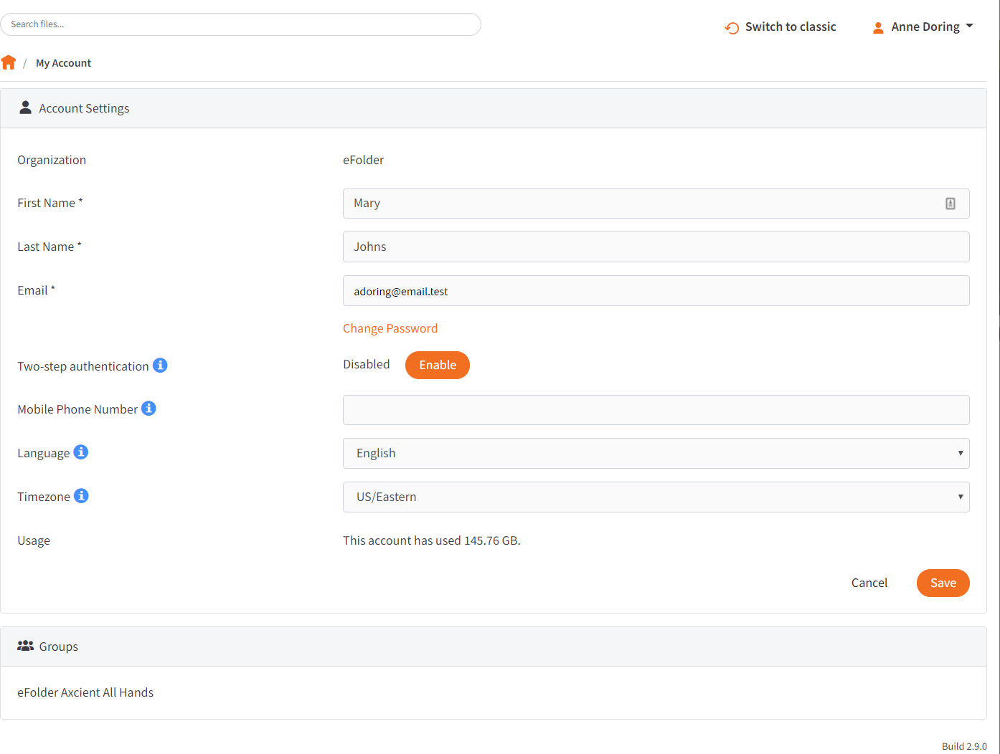 Search files...
Switch to classic
Anne Doring
/ My Account
Account Settings
Organization eFolder
First Name * Mary
Last Name * Johns
Email * adoring@email.test
Change Password
Two-step authentication Disabled Enable
Mobile Phone Number
Language English
Timezone US/Eastern
Usage This account has used 145.76 GB.
Cancel Save
Groups
eFolder Axcient All Hands
Build 2.9.0